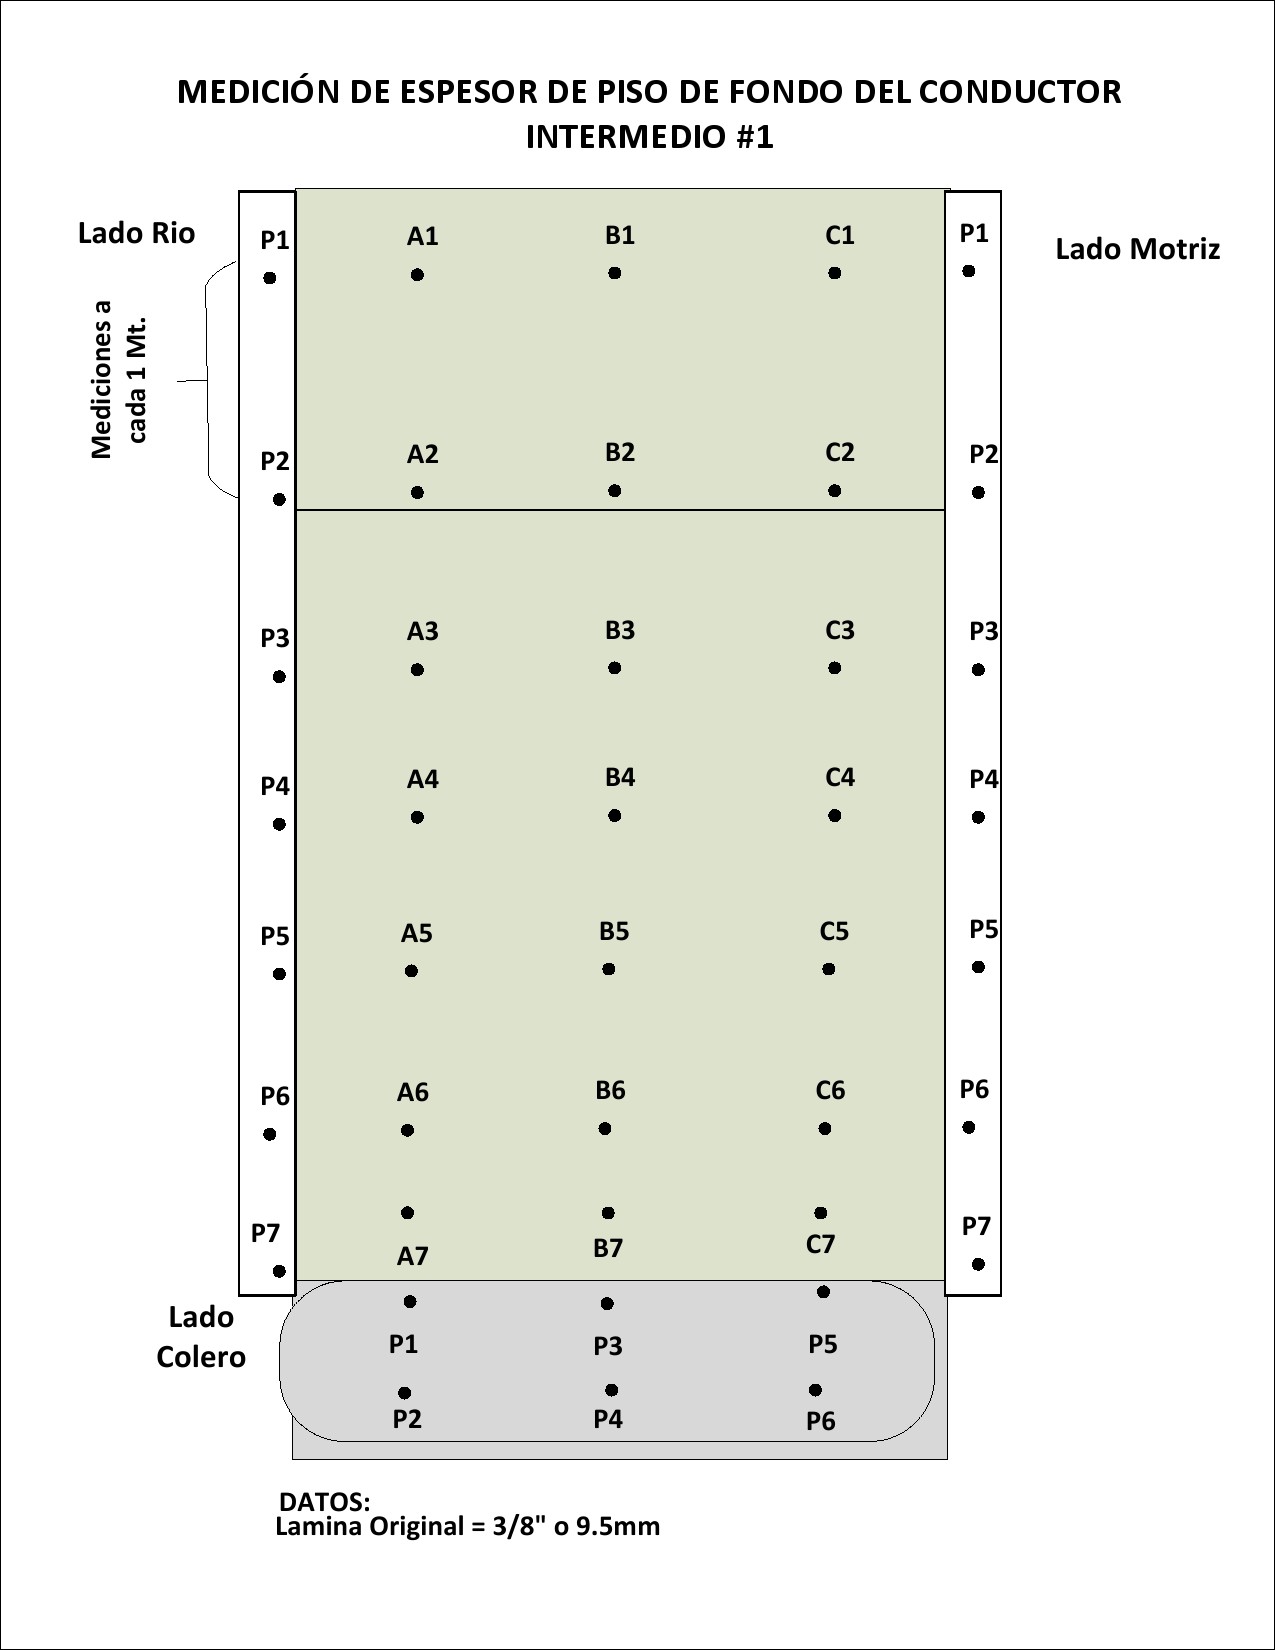 MEDICIÓN DE ESPESOR DE PISO DE FONDO DEL CONDUCTOR
INTERMEDIO #1
Lado Rio
Lado Motriz
Mediciones a
cada 1 Mt.
P1 A1 B1 C1 P1
P2 A2 B2 C2 P2
P3 A3 B3 C3 P3
P4 A4 B4 C4 P4
P5 A5 B5 C5 P5
P6 A6 B6 C6 P6
P7 A7 B7 C7 P7
Lado
Colero
P1 P3 P5
P2 P4 P6
DATOS:
Lamina Original = 3/8" o 9.5mm